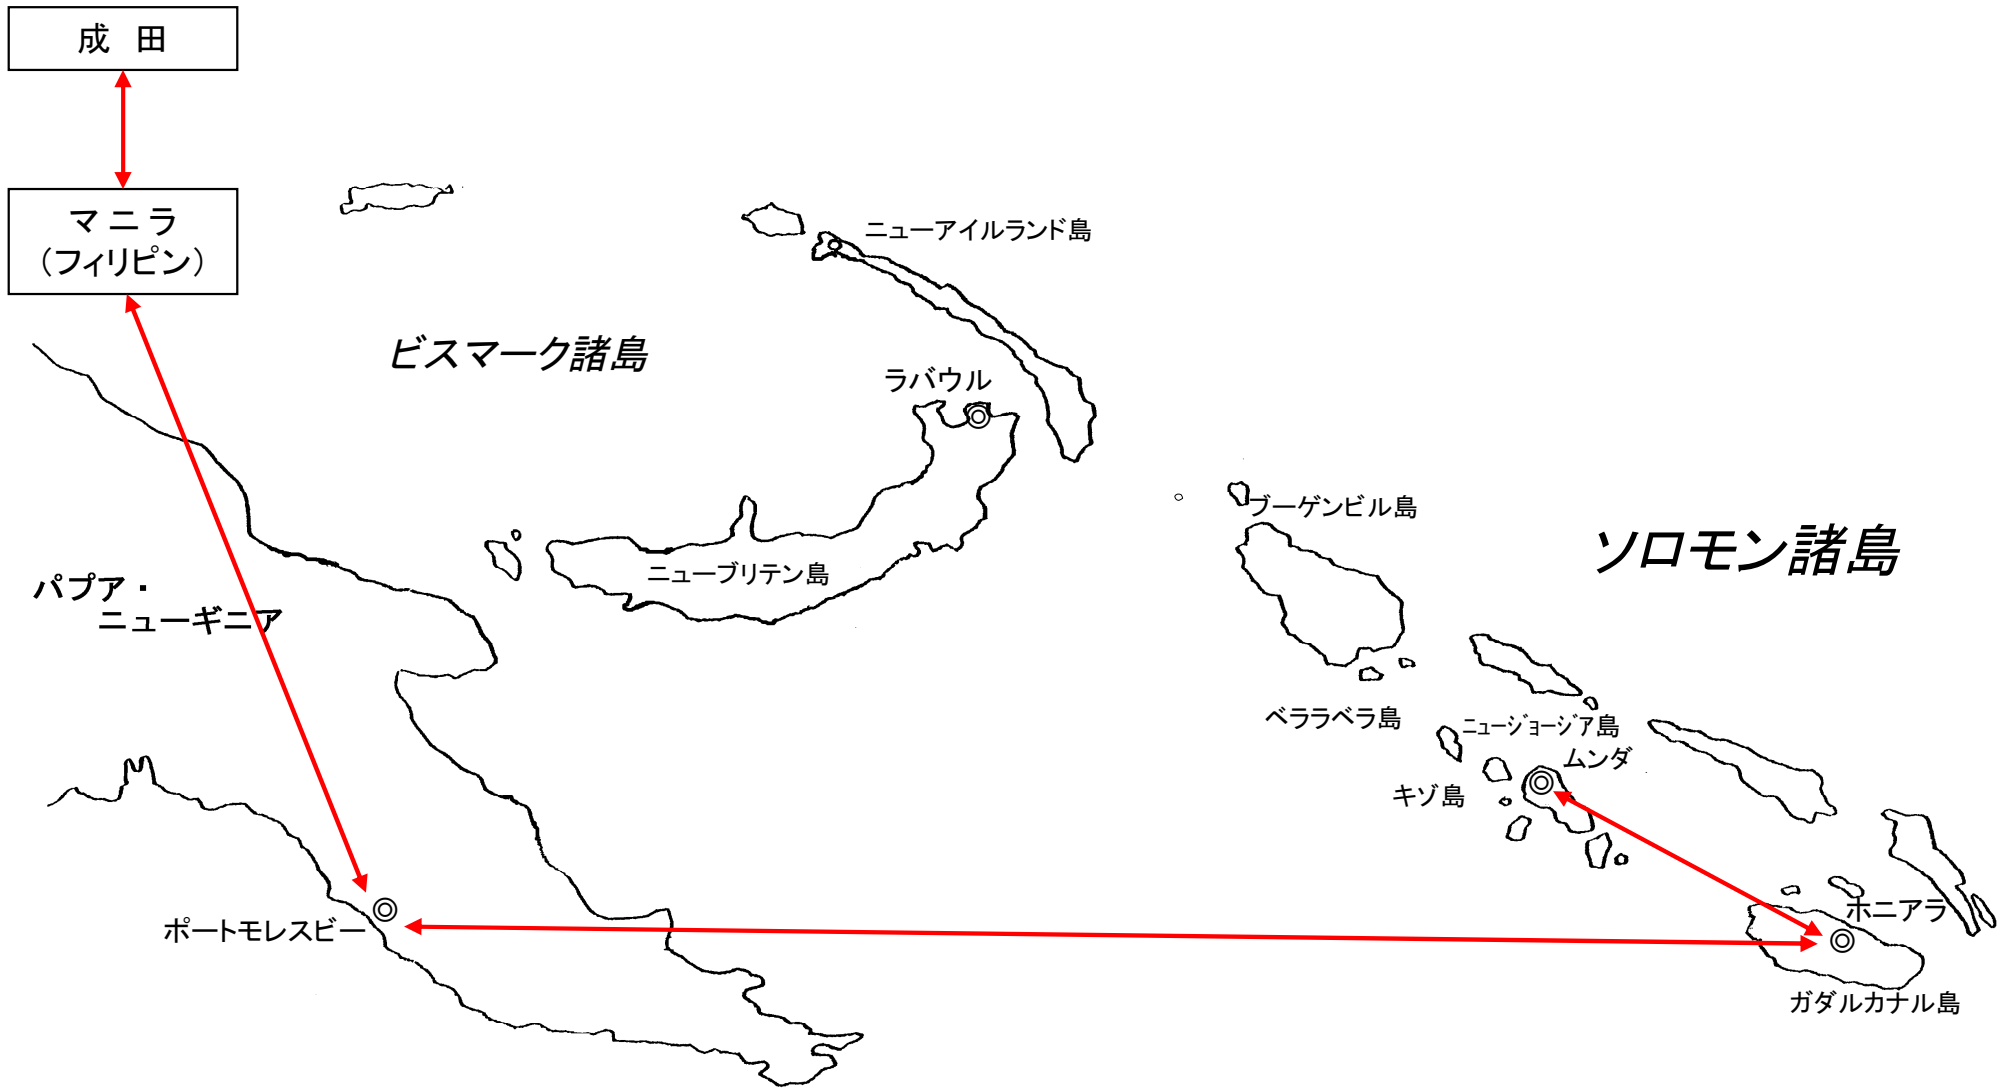 成　田
マ ニ ラ
（フィリピン）
ニューアイルランド島
ビスマーク諸島
ラバウル
ブーゲンビル島
ソロモン諸島
ニューブリテン島
パプア・
ニューギニア
ベララベラ島
ﾆｭｰｼﾞｮｰｼﾞｱ島
ムンダ
キゾ島
ホニアラ
ポートモレスビー
ガダルカナル島